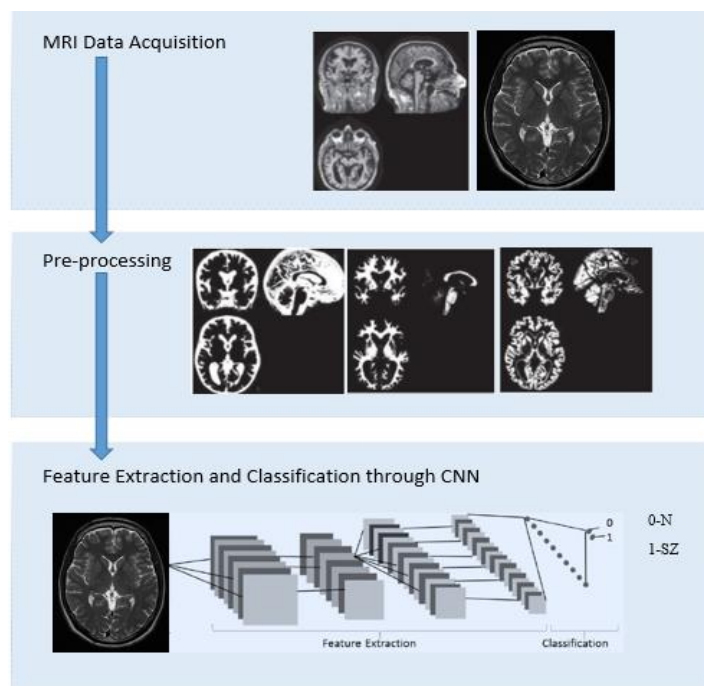 MRI Data Acquisition
Pre-processing
Feature Extraction and Classification through CNN
0
1
0-N
1-SZ
Feature Extraction
Classification